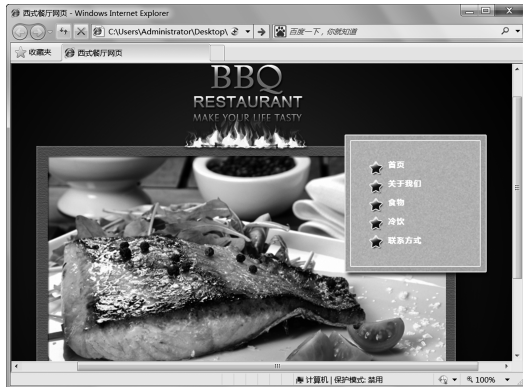 西式餐厅网页 - Windows Internet Explorer
C:\Users\Administrator\Desktop\
百度一下，你就知道
收藏夹
西式餐厅网页
BBQ
RESTAURANT
MAKE YOUR LIFE TASTY
首页
关于我们
食物
冷饮
联系方式
计算机 | 保护模式: 禁用
100%